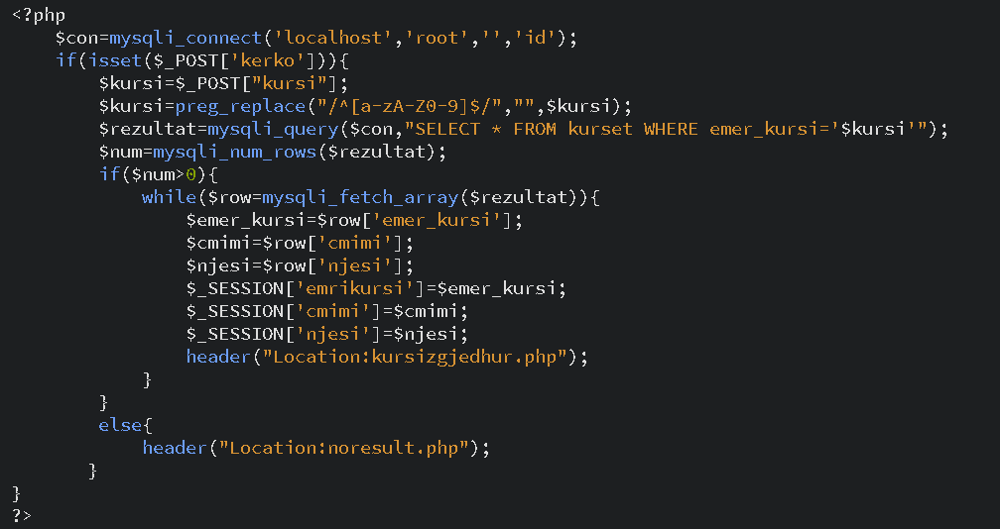 <?php
$con=mysqli_connect('localhost','root','','id');
if(isset($_POST['kerko'])){
$kursi=$_POST["kursi"];
$kursi=preg_replace("/^[a-zA-Z0-9]$/","",$kursi);
$rezultat=mysqli_query($con,"SELECT * FROM kurset WHERE emer_kursi='$kursi'");
$num=mysqli_num_rows($rezultat);
if($num>0){
while($row=mysqli_fetch_array($rezultat)){
$emer_kursi=$row['emer_kursi'];
$cmimi=$row['cmimi'];
$njesi=$row['njesi'];
$_SESSION['emrikursi']=$emer_kursi;
$_SESSION['cmimi']=$cmimi;
$_SESSION['njesi']=$njesi;
header("Location:kursizgjedhur.php");
}
}
else{
header("Location:noresult.php");
}
}
?>